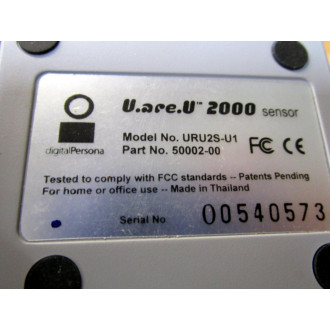 U.are.U™ 2000 sensor
Model No. URU2S-U1
digitalPersona Part No. 50002-00 FC CE
Tested to comply with FCC standards -- Patents Pending
For home or office use -- Made in Thailand
Serial No. 00540573